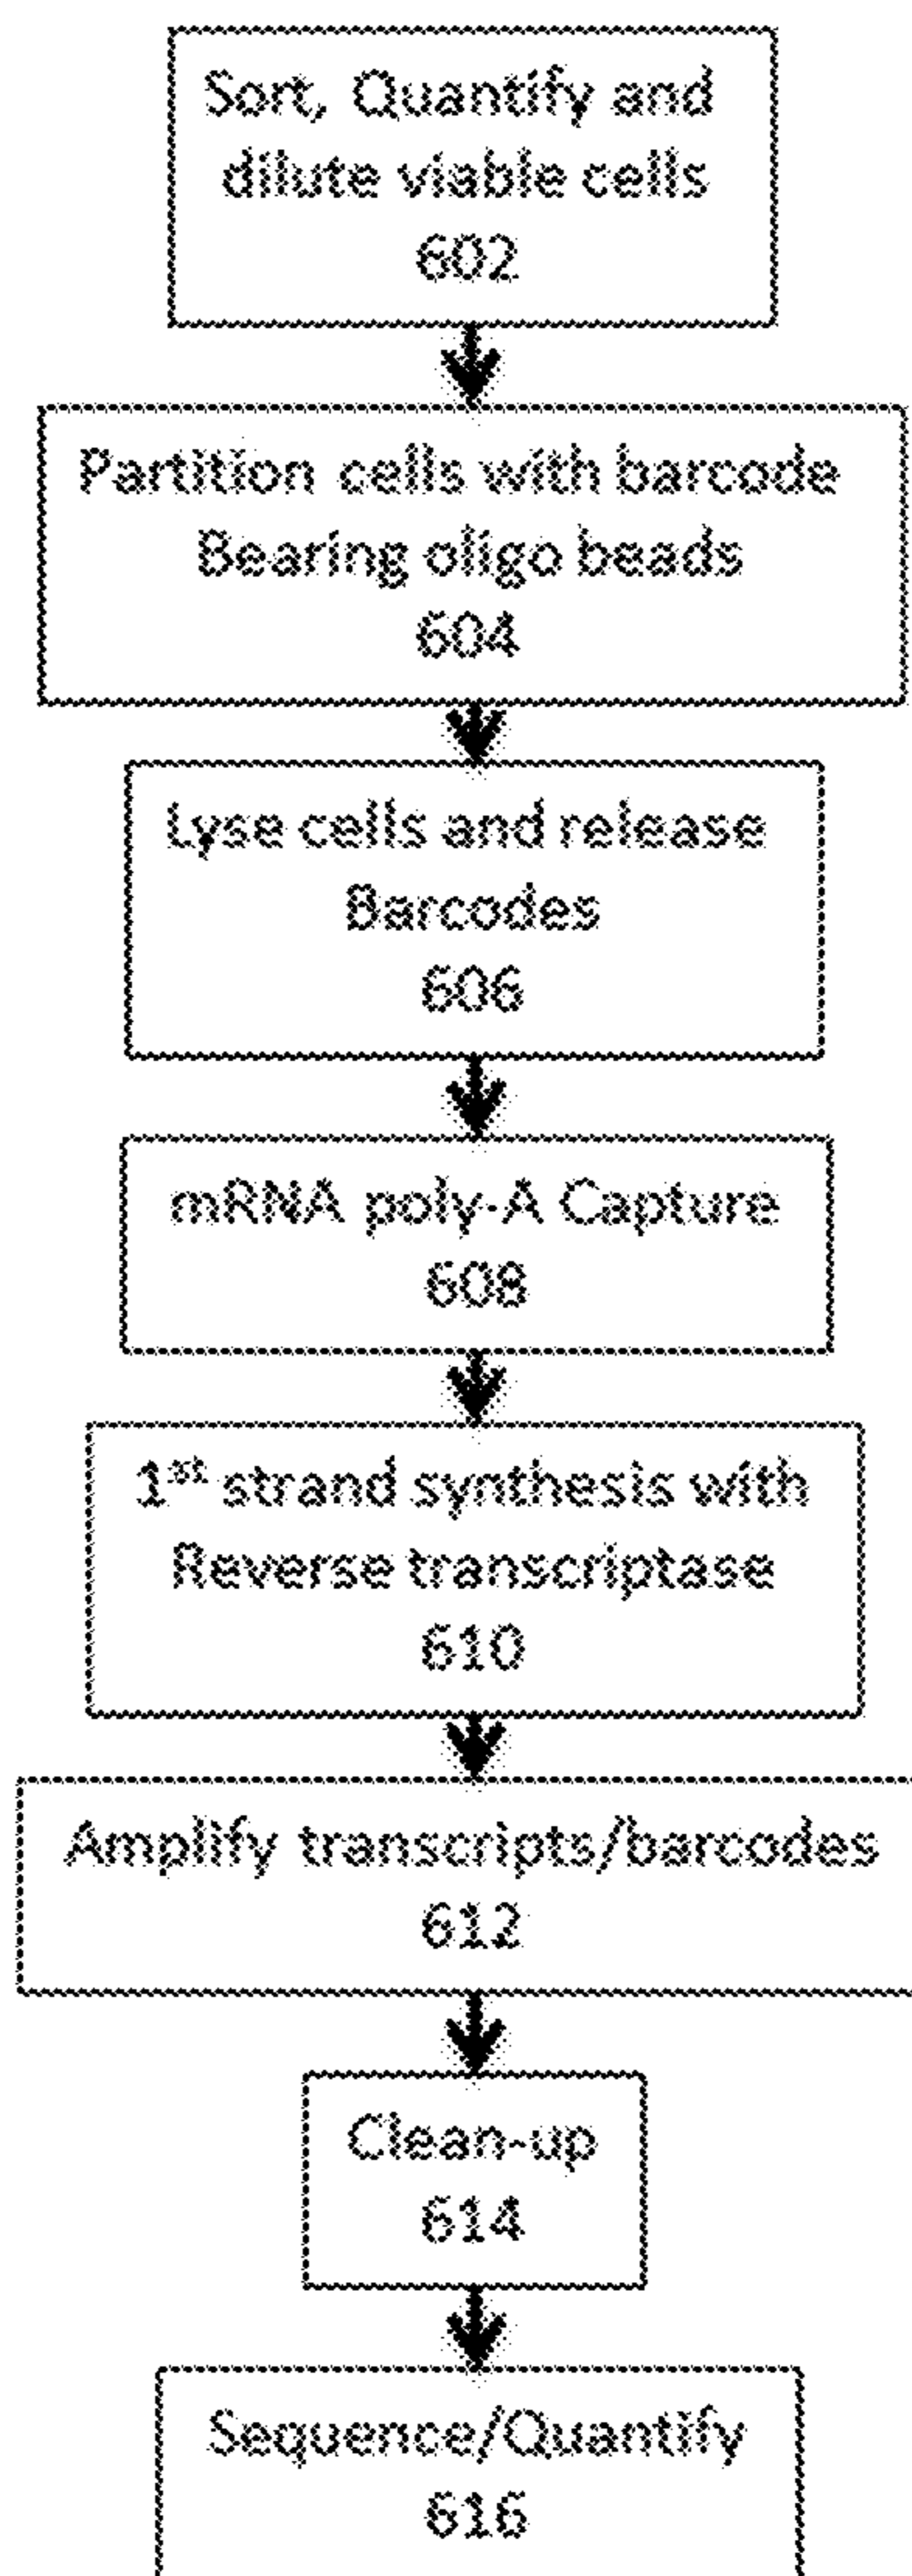 Sort, Quantify and
dilute viable cells
602
Partition cells with barcode
Bearing oligo beads
604
Lyse cells and release
Barcodes
606
mRNA poly-A Capture
608
1st strand synthesis with
Reverse transcriptase
610
Amplify transcripts/barcodes
612
Clean-up
614
Sequence/Quantify
616